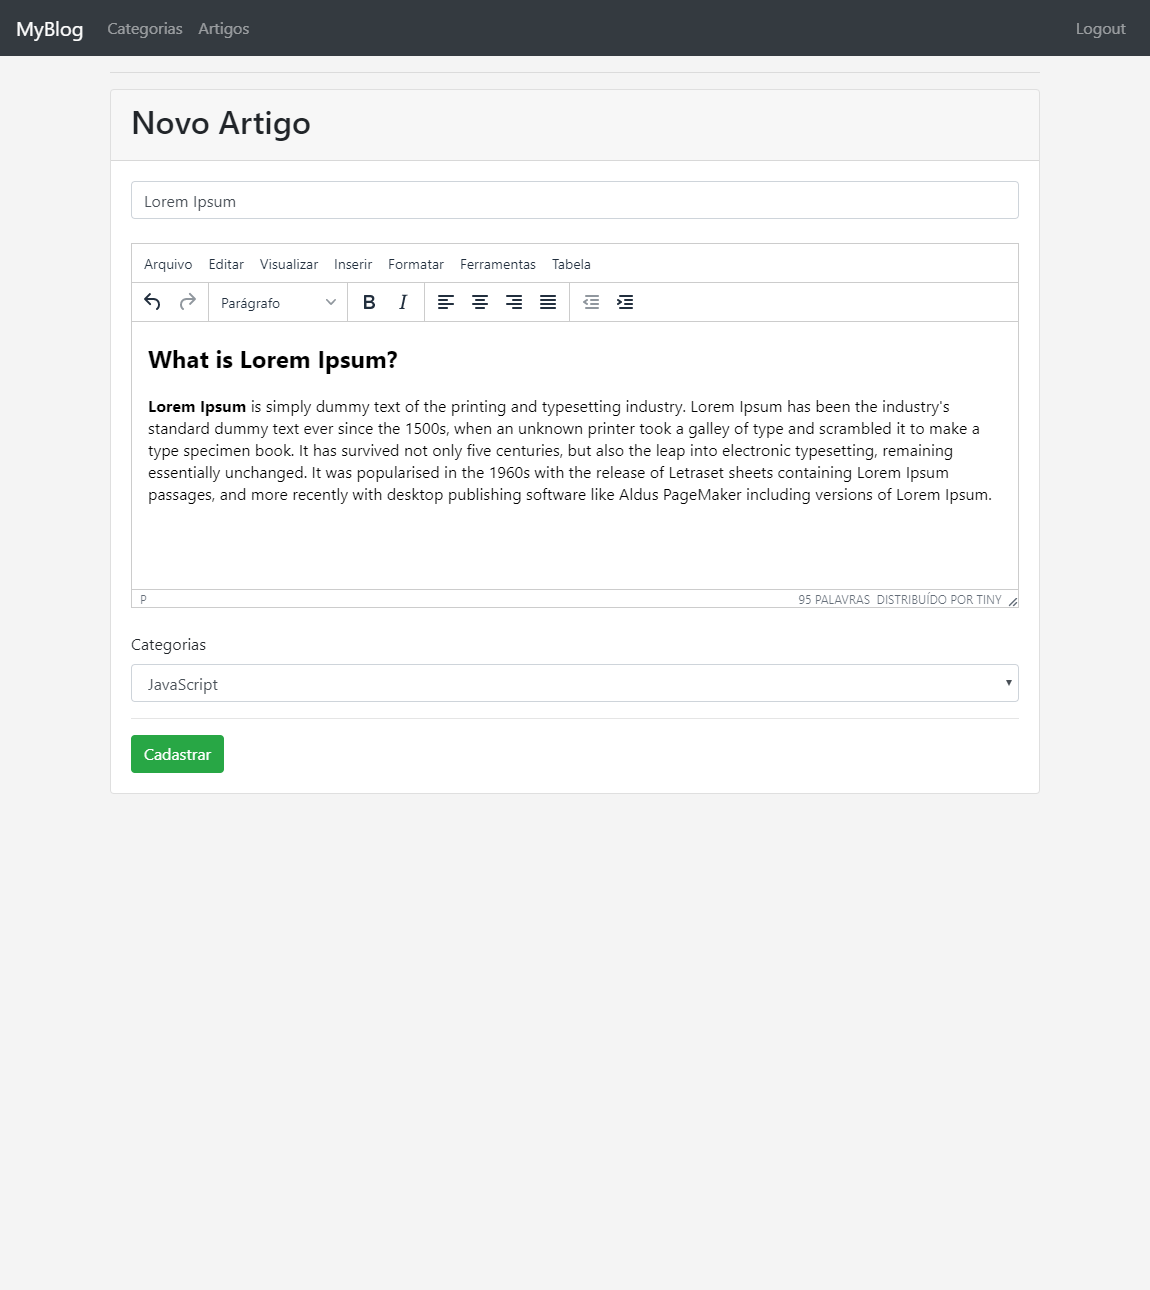 MyBlog Categorias Artigos Logout
Novo Artigo
Lorem Ipsum
Arquivo Editar Visualizar Inserir Formatar Ferramentas Tabela
Parágrafo B I
What is Lorem Ipsum?
Lorem Ipsum is simply dummy text of the printing and typesetting industry. Lorem Ipsum has been the industry's
standard dummy text ever since the 1500s, when an unknown printer took a galley of type and scrambled it to make a
type specimen book. It has survived not only five centuries, but also the leap into electronic typesetting, remaining
essentially unchanged. It was popularised in the 1960s with the release of Letraset sheets containing Lorem Ipsum
passages, and more recently with desktop publishing software like Aldus PageMaker including versions of Lorem Ipsum.
P 95 PALAVRAS DISTRIBUÍDO POR TINY
Categorias
JavaScript
Cadastrar